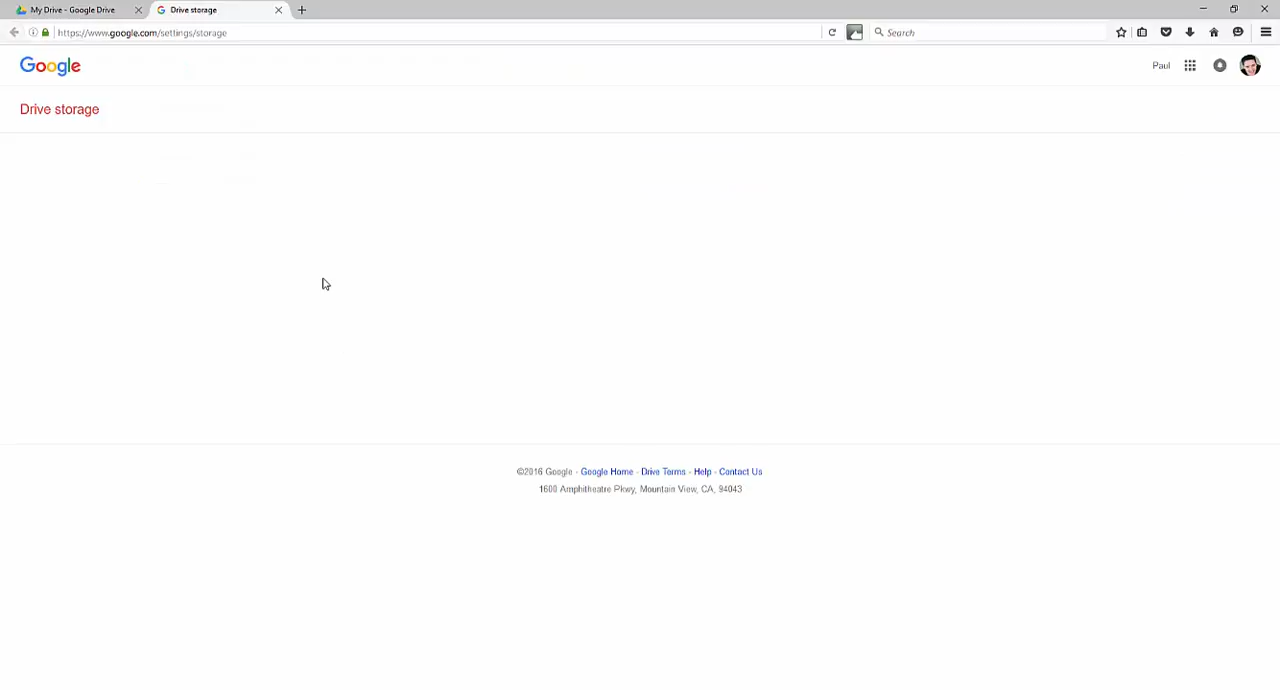 My Drive - Google Drive
Drive storage
https://www.google.com/settings/storage
Search
Google
Paul
Drive storage
©2016 Google - Google Home - Drive Terms - Help - Contact Us
1600 Amphitheatre Pkwy, Mountain View, CA, 94043